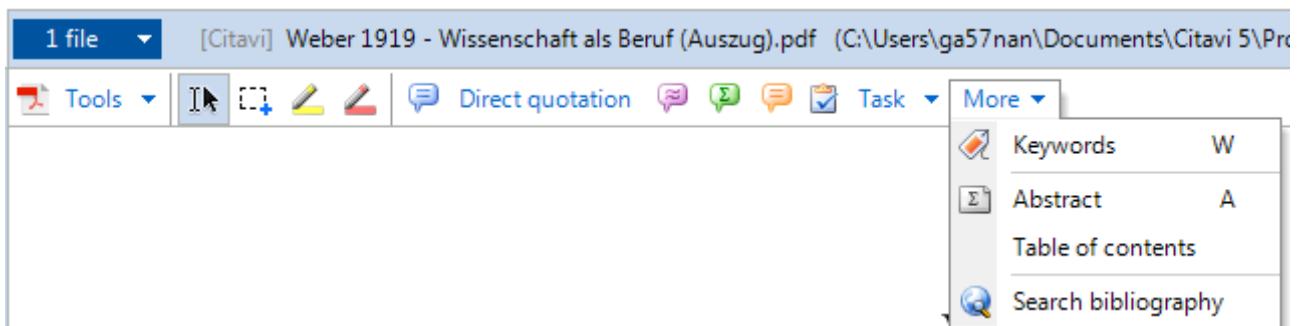 1 file [Citavi] Weber 1919 - Wissenschaft als Beruf (Auszug).pdf (C:\Users\ga57nan\Documents\Citavi 5\Pro
Tools Direct quotation Task More
Keywords W
Abstract A
Table of contents
Search bibliography